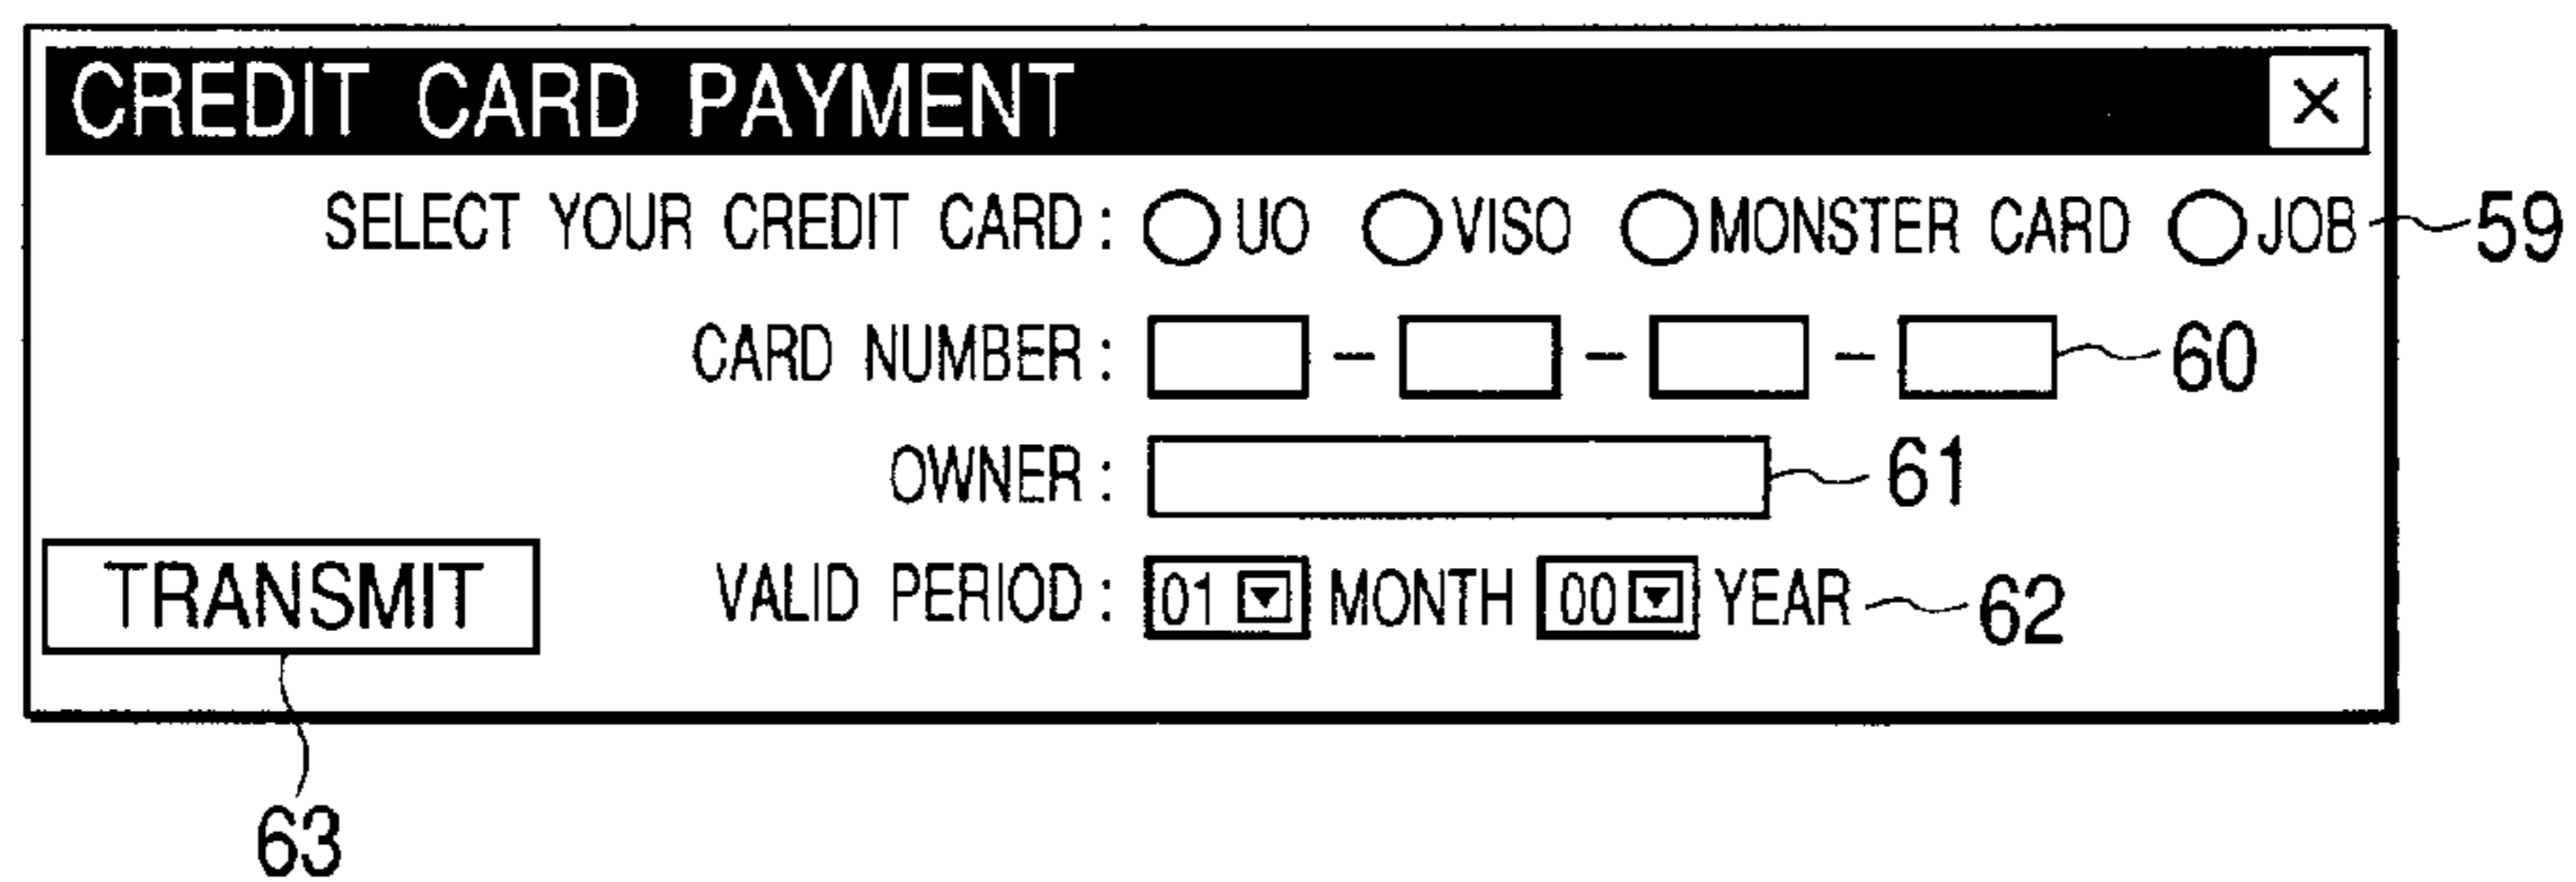 CREDIT CARD PAYMENT ×
SELECT YOUR CREDIT CARD : UO VISO MONSTER CARD JOB 59
CARD NUMBER : - - - 60
OWNER : 61
TRANSMIT VALID PERIOD : 01 MONTH 00 YEAR 62
63